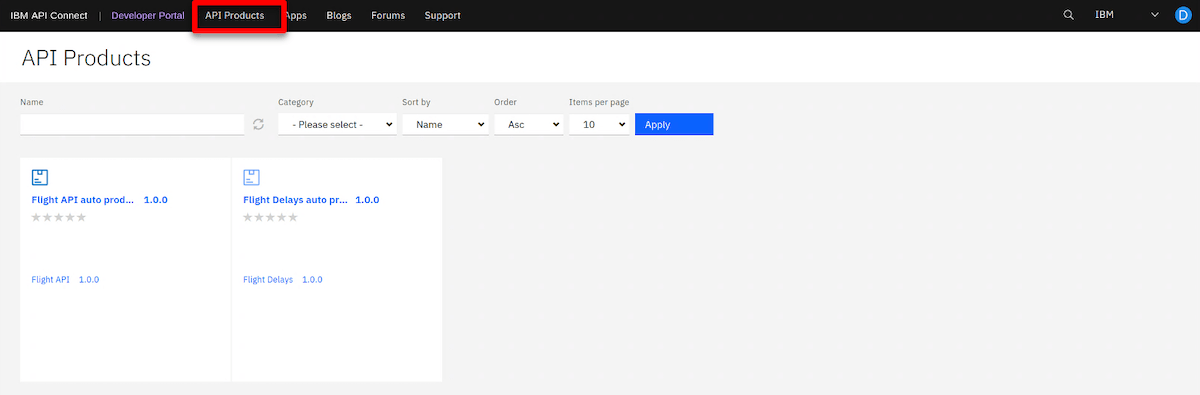 IBM API Connect | Developer Portal API Products Apps Blogs Forums Support IBM D
API Products
Name Category Sort by Order Items per page
- Please select - Name Asc 10 Apply
Flight API auto prod... 1.0.0 Flight Delays auto pr... 1.0.0
Flight API 1.0.0 Flight Delays 1.0.0